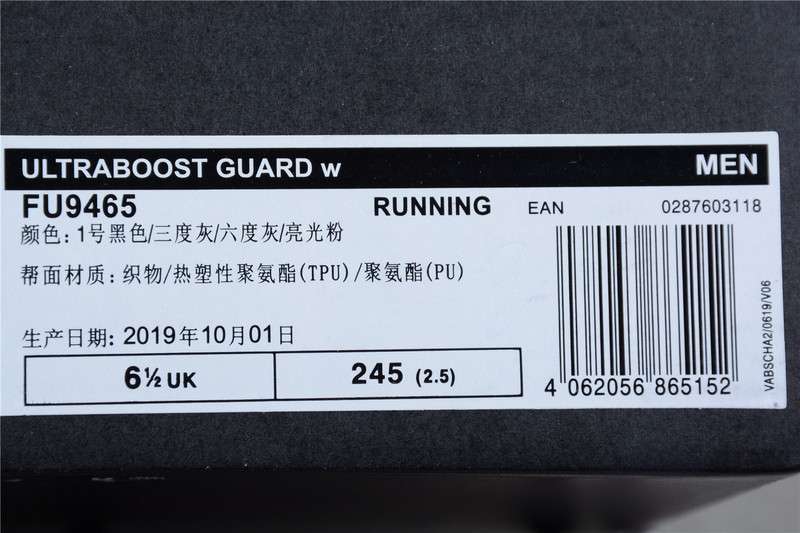 ULTRABOOST GUARD w MEN
FU9465 RUNNING EAN 0287603118
颜色: 1号黑色/三度灰/六度灰/亮光粉
帮面材质: 织物/热塑性聚氨酯(TPU)/聚氨酯(PU)
生产日期: 2019年10月01日
6½ UK 245 (2.5)
4 062056 865152
VABSCHA2/0619/V06